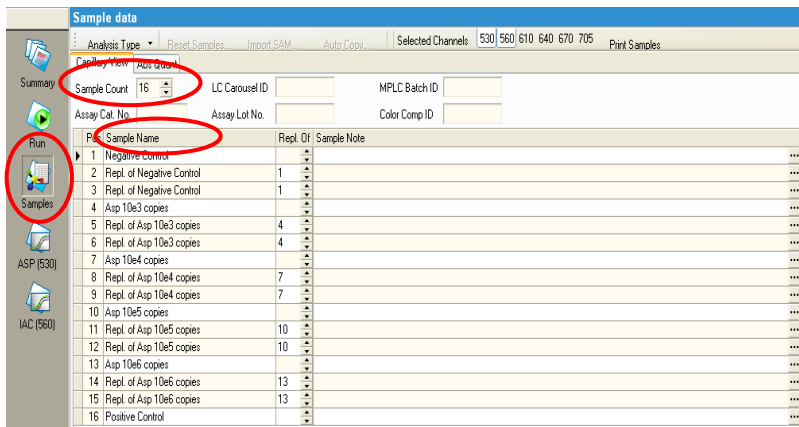 Sample data
Analysis Type Reset Samples... Import SAM... Auto Copy... Selected Channels 530 560 610 640 670 705 Print Samples
Capillary View Abs Quant
Summary
Sample Count 16 LC Carousel ID MPLC Batch ID
Assay Cat. No. Assay Lot No. Color Comp ID
Run
Pos Sample Name Repl. Of Sample Note
1 Negative Control
2 Repl. of Negative Control 1
3 Repl. of Negative Control 1
Samples
4 Asp 10e3 copies
5 Repl. of Asp 10e3 copies 4
6 Repl. of Asp 10e3 copies 4
ASP (530)
7 Asp 10e4 copies
8 Repl. of Asp 10e4 copies 7
9 Repl. of Asp 10e4 copies 7
10 Asp 10e5 copies
IAC (560)
11 Repl. of Asp 10e5 copies 10
12 Repl. of Asp 10e5 copies 10
13 Asp 10e6 copies
14 Repl. of Asp 10e6 copies 13
15 Repl. of Asp 10e6 copies 13
16 Positive Control